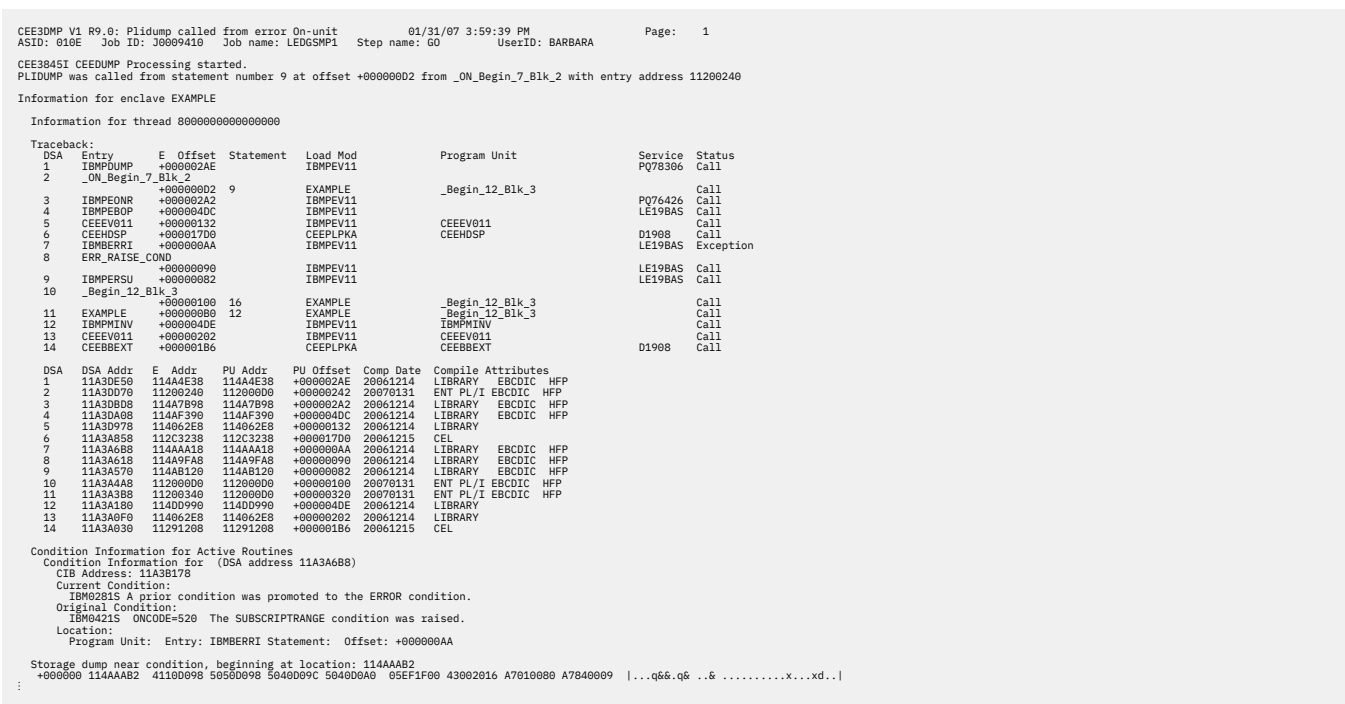 CEE3DMP V1 R9.0: Plidump called from error On-unit 01/31/07 3:59:39 PM Page: 1
ASID: 010E Job ID: J0009410 Job name: LEDGSMP1 Step name: GO UserID: BARBARA
CEE3845I CEEDUMP Processing started.
PLIDUMP was called from statement number 9 at offset +000000D2 from _ON_Begin_7_Blk_2 with entry address 11200240
Information for enclave EXAMPLE
Information for thread 8000000000000000
Traceback:
DSA Entry E Offset Statement Load Mod Program Unit Service Status
1 IBMPDUMP +000002AE IBMPEV11 PQ78306 Call
2 _ON_Begin_7_Blk_2
+000000D2 9 EXAMPLE _Begin_12_Blk_3 Call
3 IBMPEONR +000002A2 IBMPEV11 PQ76426 Call
4 IBMPEBOP +000004DC IBMPEV11 LE19BAS Call
5 CEEEV011 +00000132 IBMPEV11 CEEEV011 Call
6 CEEHDSP +000017D0 CEEPLPKA CEEHDSP D1908 Call
7 IBMBERRI +000000AA IBMPEV11 LE19BAS Exception
8 ERR_RAISE_COND
+00000090 IBMPEV11 LE19BAS Call
9 IBMPERSU +00000082 IBMPEV11 LE19BAS Call
10 _Begin_12_Blk_3
+00000100 16 EXAMPLE _Begin_12_Blk_3 Call
11 EXAMPLE +000000B0 12 EXAMPLE _Begin_12_Blk_3 Call
12 IBMPMINV +000004DE IBMPEV11 IBMPMINV Call
13 CEEEV011 +00000202 IBMPEV11 CEEEV011 Call
14 CEEBBEXT +000001B6 CEEPLPKA CEEBBEXT D1908 Call
DSA DSA Addr E Addr PU Addr PU Offset Comp Date Compile Attributes
1 11A3DE50 114A4E38 114A4E38 +000002AE 20061214 LIBRARY EBCDIC HFP
2 11A3DD70 11200240 112000D0 +00000242 20070131 ENT PL/I EBCDIC HFP
3 11A3DBD8 114A7B98 114A7B98 +000002A2 20061214 LIBRARY EBCDIC HFP
4 11A3DA08 114AF390 114AF390 +000004DC 20061214 LIBRARY EBCDIC HFP
5 11A3D978 114062E8 114062E8 +00000132 20061214 LIBRARY
6 11A3A858 112C3238 112C3238 +000017D0 20061215 CEL
7 11A3A6B8 114AAA18 114AAA18 +000000AA 20061214 LIBRARY EBCDIC HFP
8 11A3A618 114A9FA8 114A9FA8 +00000090 20061214 LIBRARY EBCDIC HFP
9 11A3A570 114AB120 114AB120 +00000082 20061214 LIBRARY EBCDIC HFP
10 11A3A4A8 112000D0 112000D0 +00000100 20070131 ENT PL/I EBCDIC HFP
11 11A3A3B8 11200340 112000D0 +00000320 20070131 ENT PL/I EBCDIC HFP
12 11A3A180 114DD990 114DD990 +000004DE 20061214 LIBRARY
13 11A3A0F0 114062E8 114062E8 +00000202 20061214 LIBRARY
14 11A3A030 11291208 11291208 +000001B6 20061215 CEL
Condition Information for Active Routines
Condition Information for (DSA address 11A3A6B8)
CIB Address: 11A3B178
Current Condition:
IBM0281S A prior condition was promoted to the ERROR condition.
Original Condition:
IBM0421S ONCODE=520 The SUBSCRIPTRANGE condition was raised.
Location:
Program Unit: Entry: IBMBERRI Statement: Offset: +000000AA
Storage dump near condition, beginning at location: 114AAAB2
+000000 114AAAB2 4110D098 5050D098 5040D09C 5040D0A0 05EF1F00 43002016 A7010080 A7840009 |...q&&.q& ..& ..........x...xd..|
⋮